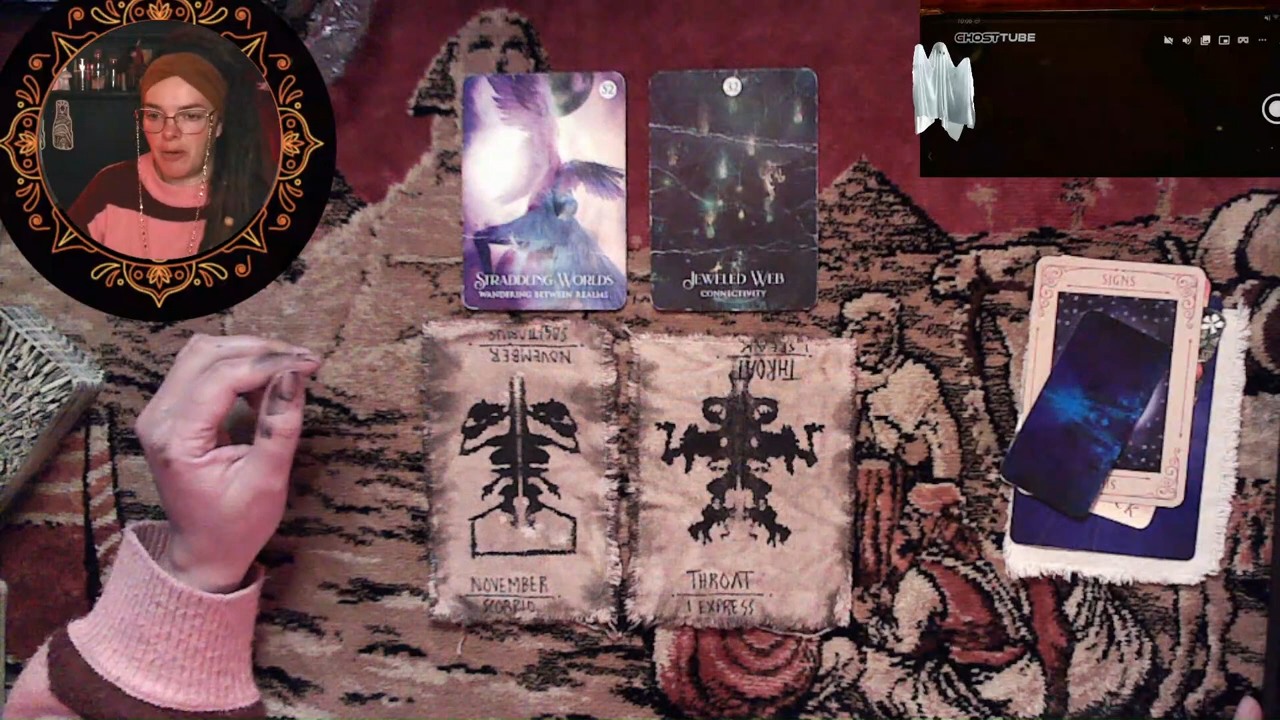 GHOSTTUBE
52
STRADDLING WORLDS
WANDERING BETWEEN REALMS
JEWELED WEB
CONNECTIVITY
SIGNS
SAGITTARIUS
NOVEMBER
SPEAK
THROAT
NOVEMBER
SCORPIO
THROAT
I EXPRESS